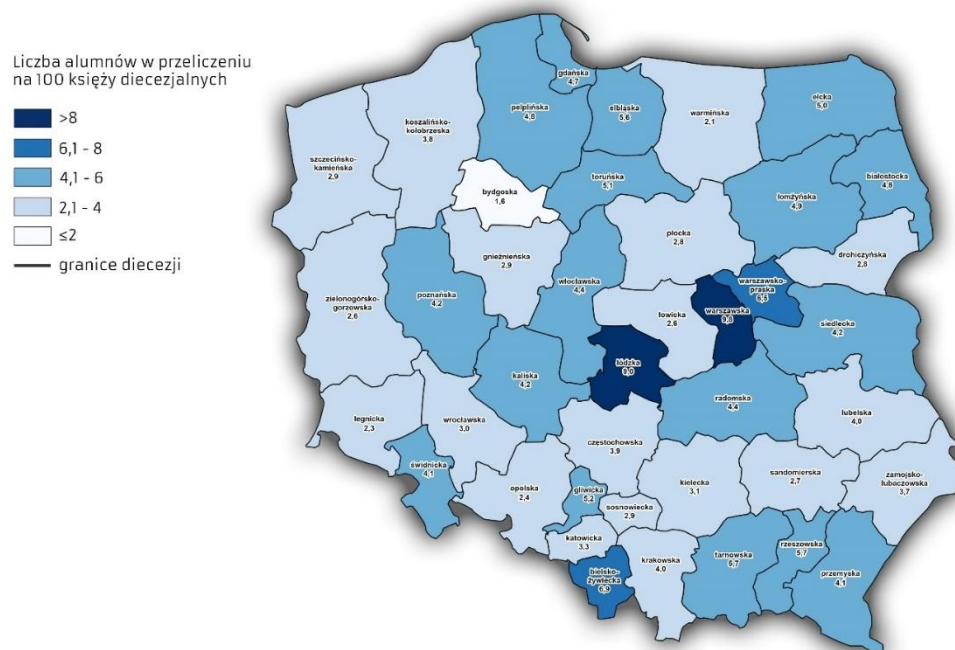 Liczba alumnów w przeliczeniu
na 100 księży diecezjalnych
>8
6,1 - 8
4,1 - 6
2,1 - 4
≤2
granice diecezji
gdańska
4,7
pelplińska
4,8
elbląska
5,6
warmińska
2,1
ełcka
5,0
koszalińsko-
kołobrzeska
3,8
szczecińsko-
kamieńska
2,9
bydgoska
1,6
toruńska
5,1
białostocka
4,8
łomżyńska
4,9
płocka
2,8
drohiczyńska
2,8
gnieźnieńska
2,9
włocławska
4,4
warszawsko-
praska
6,5
zielonogórsko-
gorzowska
2,6
poznańska
4,2
łowicka
2,6
warszawska
siedlecka
4,2
łódzka
9,0
kaliska
4,2
radomska
4,4
lubelska
4,0
legnicka
2,3
wrocławska
3,0
częstochowska
3,9
świdnicka
4,1
opolska
2,4
gliwicka
5,2
kielecka
3,1
sandomierska
2,7
zamojsko-
lubaczowska
3,7
sosnowiecka
2,9
katowicka
3,3
bielsko-
żywiecka
6,9
krakowska
4,0
tarnowska
5,7
rzeszowska
5,7
przemyska
4,1